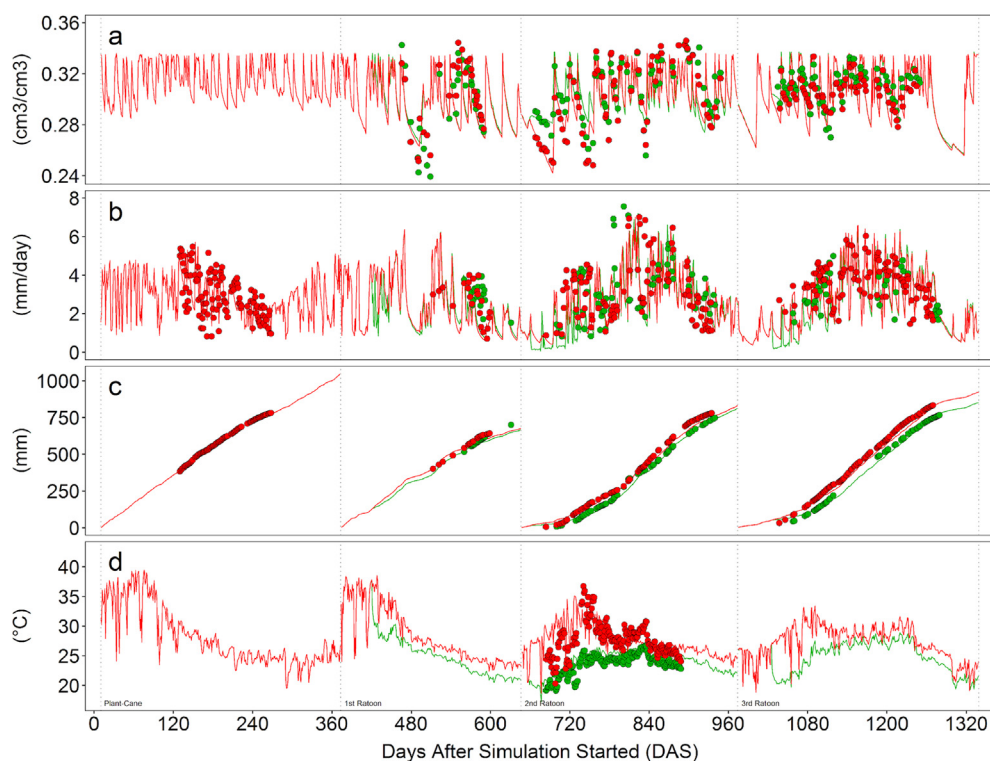 a
0.36
0.32
0.28
0.24
(cm3/cm3)
b
8
6
4
2
0
(mm/day)
c
1000
750
500
250
0
(mm)
d
40
35
30
25
20
(°C)
Plant-Cane 1st Ratoon 2nd Ratoon 3rd Ratoon
0 120 240 360 480 600 720 840 960 1080 1200 1320
Days After Simulation Started (DAS)